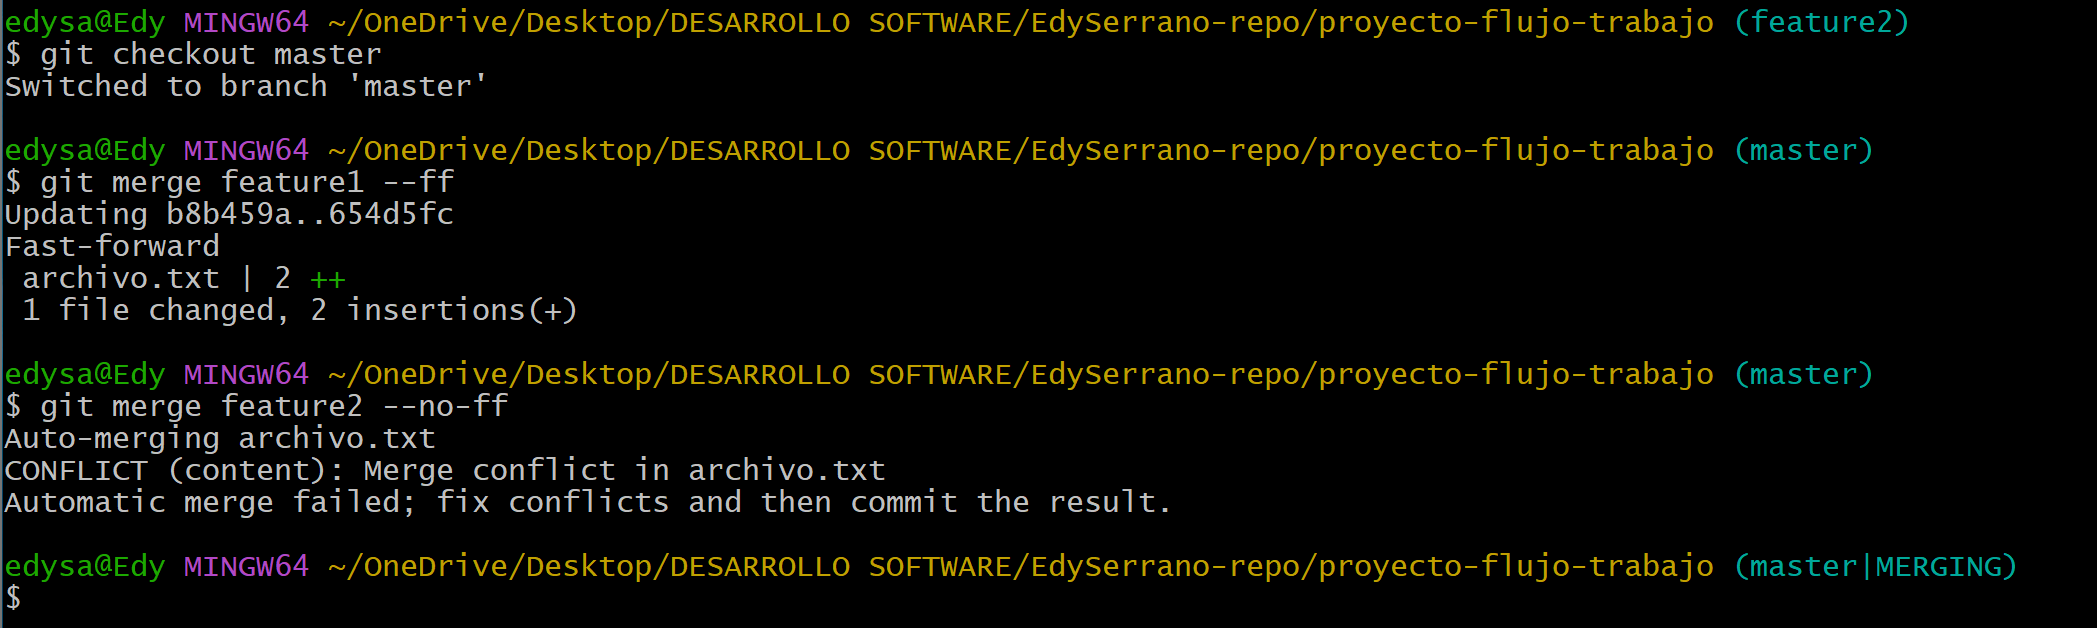 edysa@Edy MINGW64 ~/OneDrive/Desktop/DESARROLLO SOFTWARE/EdySerrano-repo/proyecto-flujo-trabajo (feature2)
$ git checkout master
Switched to branch 'master'
edysa@Edy MINGW64 ~/OneDrive/Desktop/DESARROLLO SOFTWARE/EdySerrano-repo/proyecto-flujo-trabajo (master)
$ git merge feature1 --ff
Updating b8b459a..654d5fc
Fast-forward
 archivo.txt | 2 ++
 1 file changed, 2 insertions(+)
edysa@Edy MINGW64 ~/OneDrive/Desktop/DESARROLLO SOFTWARE/EdySerrano-repo/proyecto-flujo-trabajo (master)
$ git merge feature2 --no-ff
Auto-merging archivo.txt
CONFLICT (content): Merge conflict in archivo.txt
Automatic merge failed; fix conflicts and then commit the result.
edysa@Edy MINGW64 ~/OneDrive/Desktop/DESARROLLO SOFTWARE/EdySerrano-repo/proyecto-flujo-trabajo (master|MERGING)
$